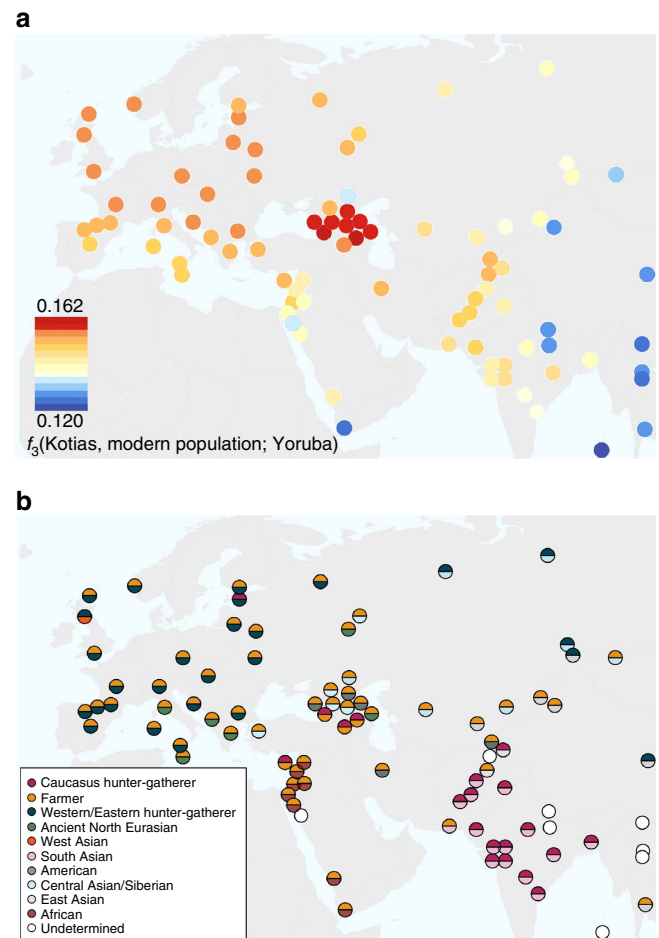 a
0.162
0.120
f3(Kotias, modern population; Yoruba)
b
Caucasus hunter-gatherer
Farmer
Western/Eastern hunter-gatherer
Ancient North Eurasian
West Asian
South Asian
American
Central Asian/Siberian
East Asian
African
Undetermined